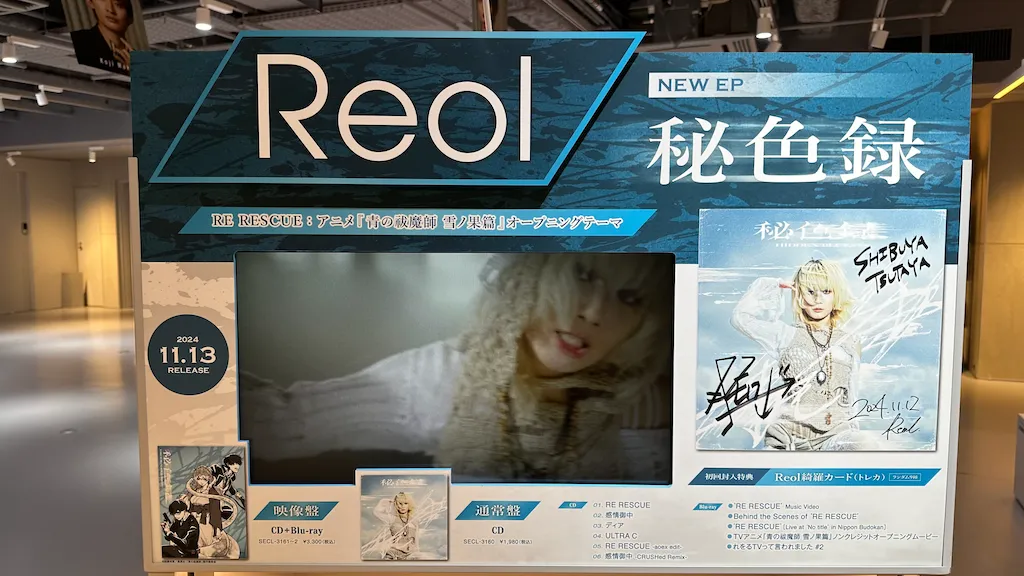 Reol
NEW EP
秘色録
RE RESCUE：アニメ『青の祓魔師 雪ノ果篇』オープニングテーマ
SHIBUYA
TSUTAYA
2024.11.12
Reol
2024
11.13
RELEASE
初回封入特典
Reol綺羅カード(トレカ)
映像盤
CD+Blu-ray
SECL-3161~2 ¥3,300(税込)
通常盤
CD
SECL-3160 ¥1,980(税込)
CD
01. RE RESCUE
02. 感情御中
03. ディア
04. ULTRA C
05. RE RESCUE -aoex edit-
06. 感情御中_CRUSHed Remix
Blu-ray
●'RE RESCUE' Music Video
●Behind the Scenes of 'RE RESCUE'
●'RE RESCUE' [Live at 'No title' in Nippon Budokan]
●TVアニメ『青の祓魔師 雪ノ果篇』ノンクレジットオープニングムービー
●れをるTVって言われました #2